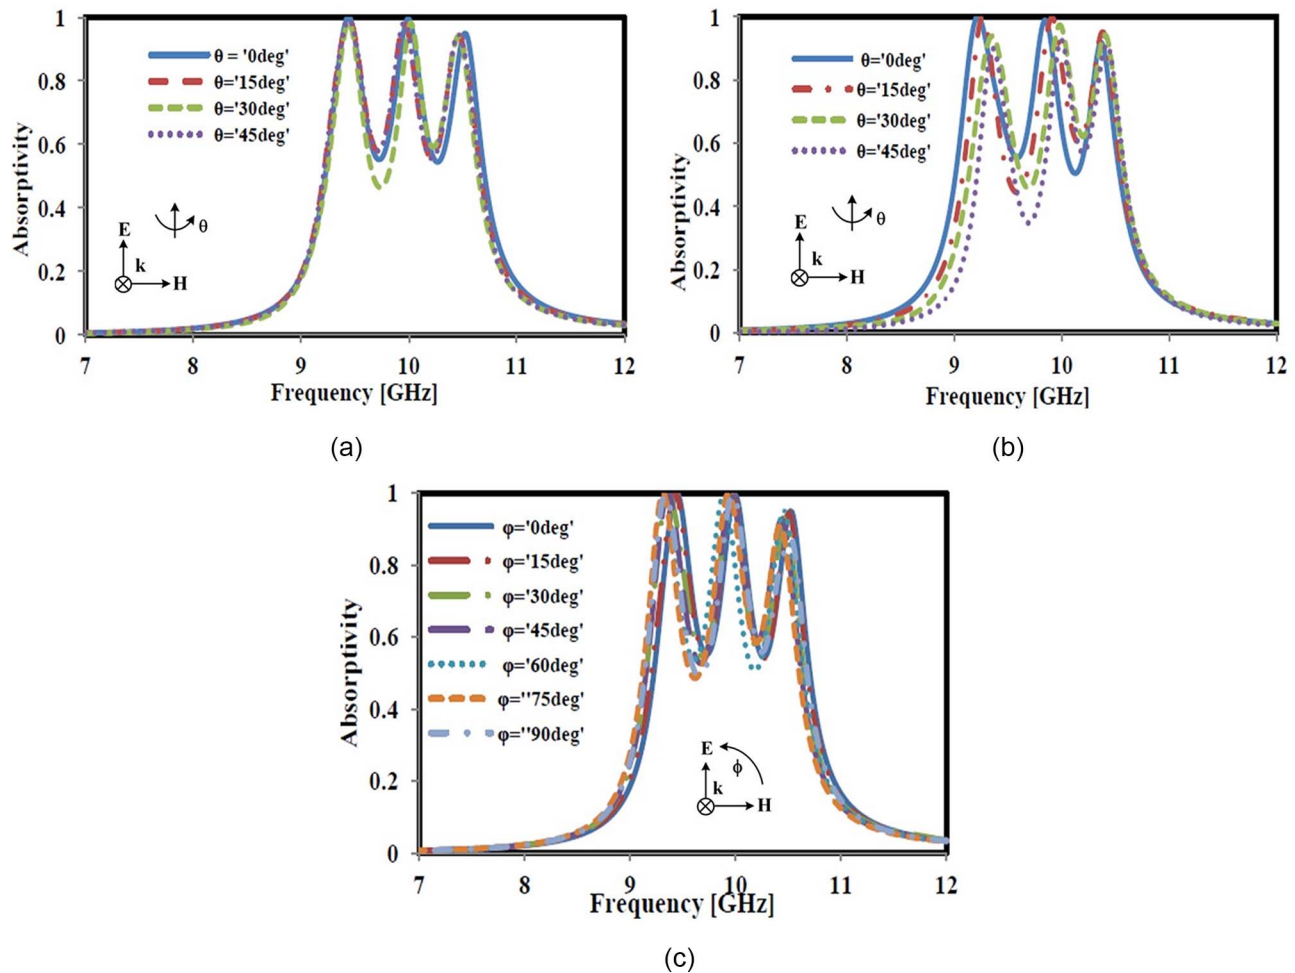 1
0.8
0.6
0.4
0.2
0
Absorptivity
θ = '0deg'
θ='15deg'
θ='30deg'
θ='45deg'
E
θ
k
H
7 8 9 10 11 12
Frequency [GHz]
(a)
1
0.8
0.6
0.4
0.2
0
Absorptivity
θ='0deg'
θ='15deg'
θ='30deg'
θ='45deg'
E
θ
k
H
7 8 9 10 11 12
Frequency [GHz]
(b)
1
0.8
0.6
0.4
0.2
0
Absorptivity
φ='0deg'
φ='15deg'
φ='30deg'
φ='45deg'
φ='60deg'
φ=''75deg'
φ=''90deg'
E
ϕ
k
H
7 8 9 10 11 12
Frequency [GHz]
(c)